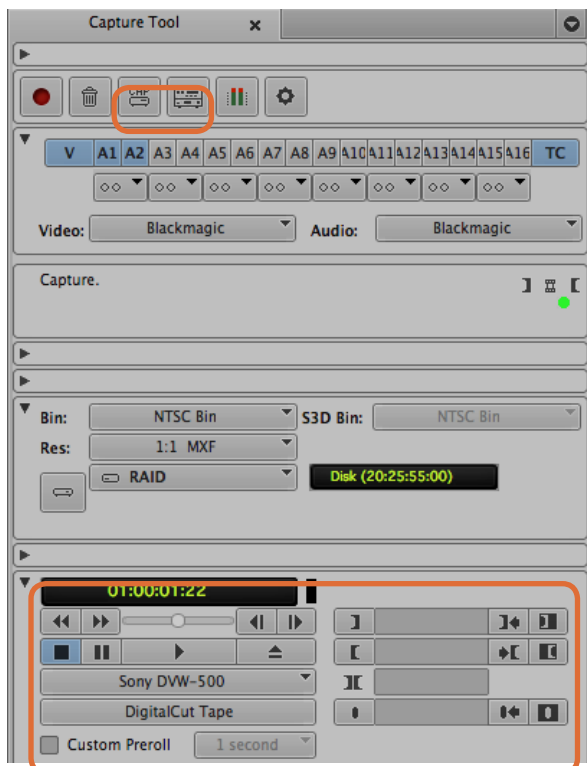 Capture Tool
CAP
V A1 A2 A3 A4 A5 A6 A7 A8 A9 A10 A11 A12 A13 A14 A15 A16 TC
Video: Blackmagic Audio: Blackmagic
Capture.
Bin: NTSC Bin S3D Bin: NTSC Bin
Res: 1:1 MXF
RAID Disk (20:25:55:00)
01:00:01:22
Sony DVW-500
DigitalCut Tape
Custom Preroll 1 second